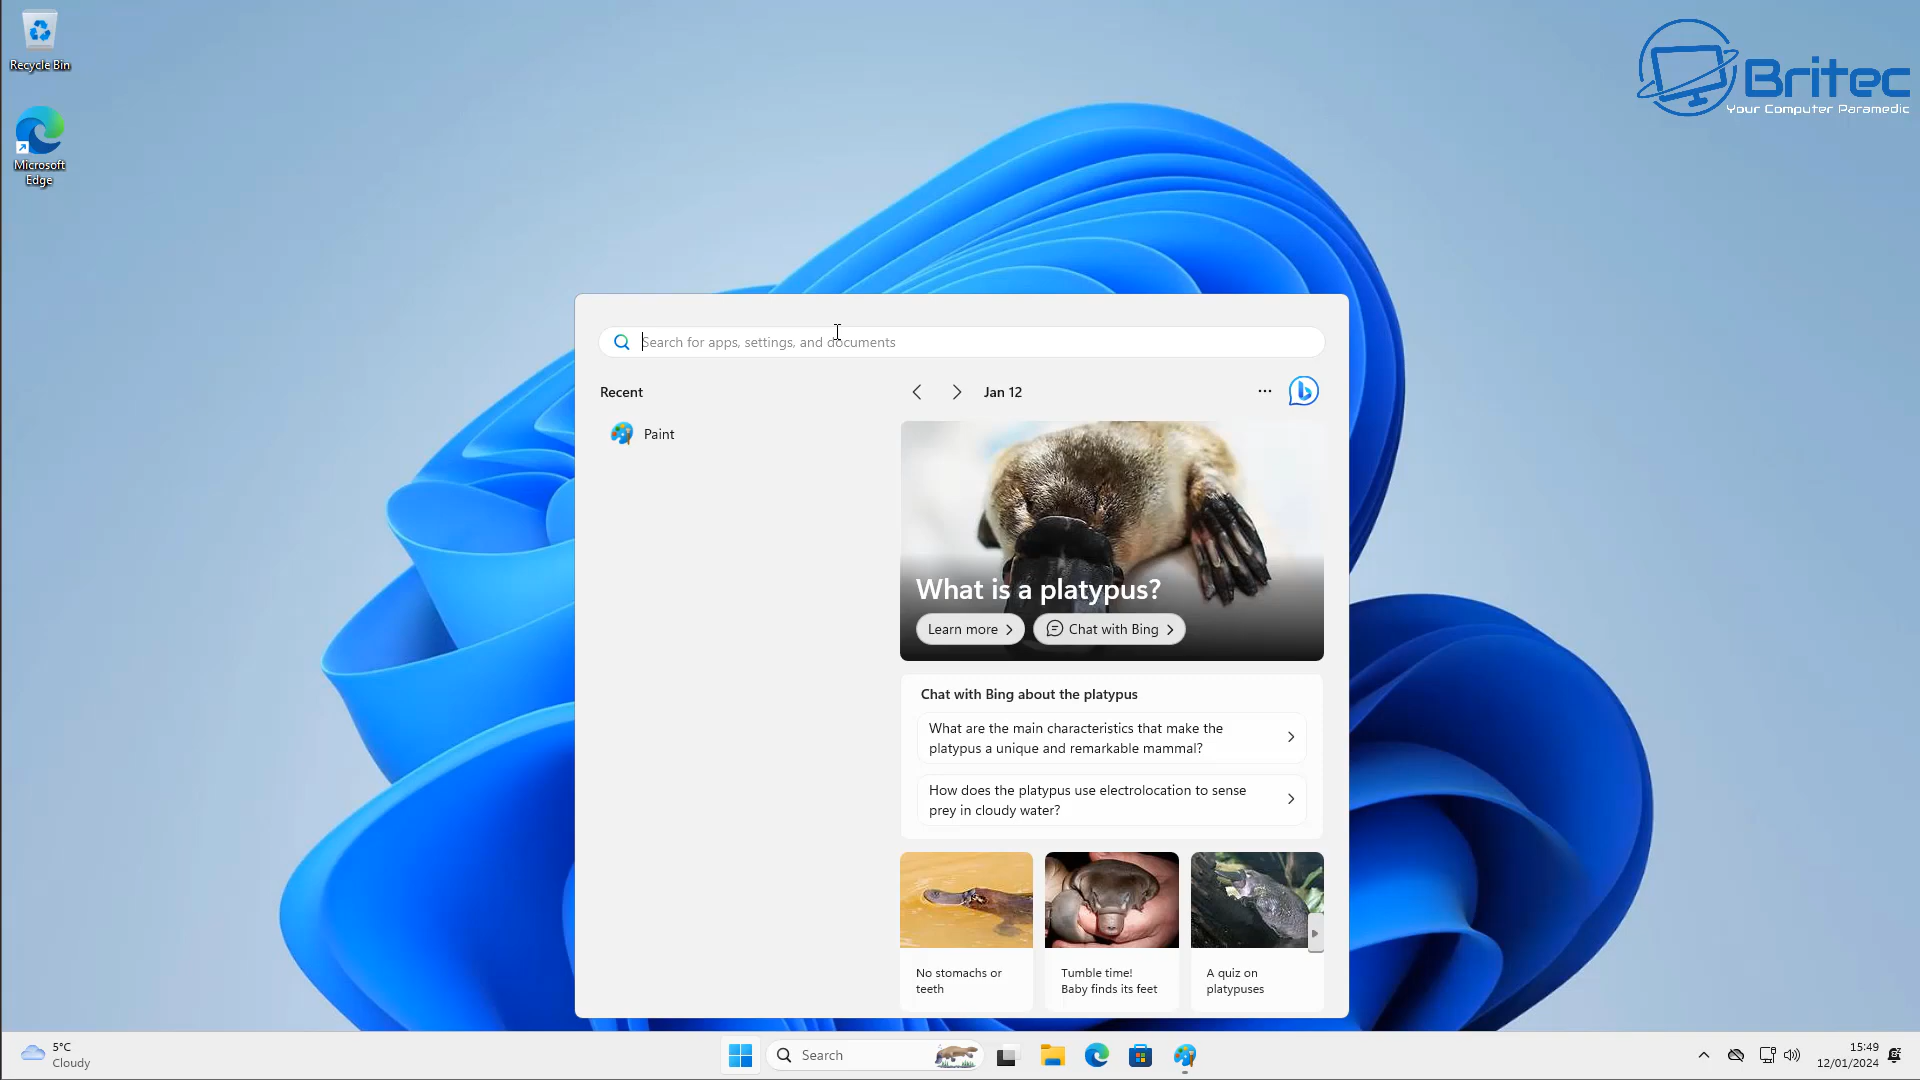 Recycle Bin
Microsoft
Edge
Britec
Your Computer Paramedic
Search for apps, settings, and documents
Recent
Jan 12
Paint
What is a platypus?
Learn more
Chat with Bing
Chat with Bing about the platypus
What are the main characteristics that make the
platypus a unique and remarkable mammal?
How does the platypus use electrolocation to sense
prey in cloudy water?
No stomachs or
teeth
Tumble time!
Baby finds its feet
A quiz on
platypuses
5°C
Cloudy
Search
15:49
12/01/2024